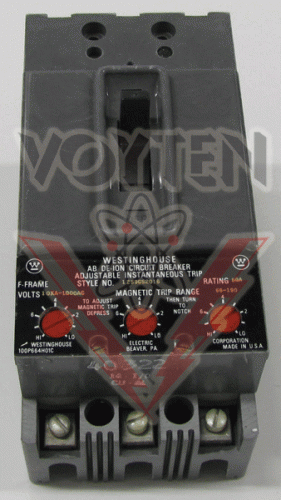 VOYTEN
WESTINGHOUSE
AB DE-ION CIRCUIT BREAKER
ADJUSTABLE INSTANTANEOUS TRIP
STYLE NO.
RATING
F-FRAME
MAGNETIC TRIP RANGE
VOLTS
TO ADJUST MAGNETIC TRIP DEPRESS
THEN TURN TO NOTCH
HI LO HI LO HI LO
WESTINGHOUSE ELECTRIC CORPORATION
100P664H01C BEAVER, PA. MADE IN U.S.A.